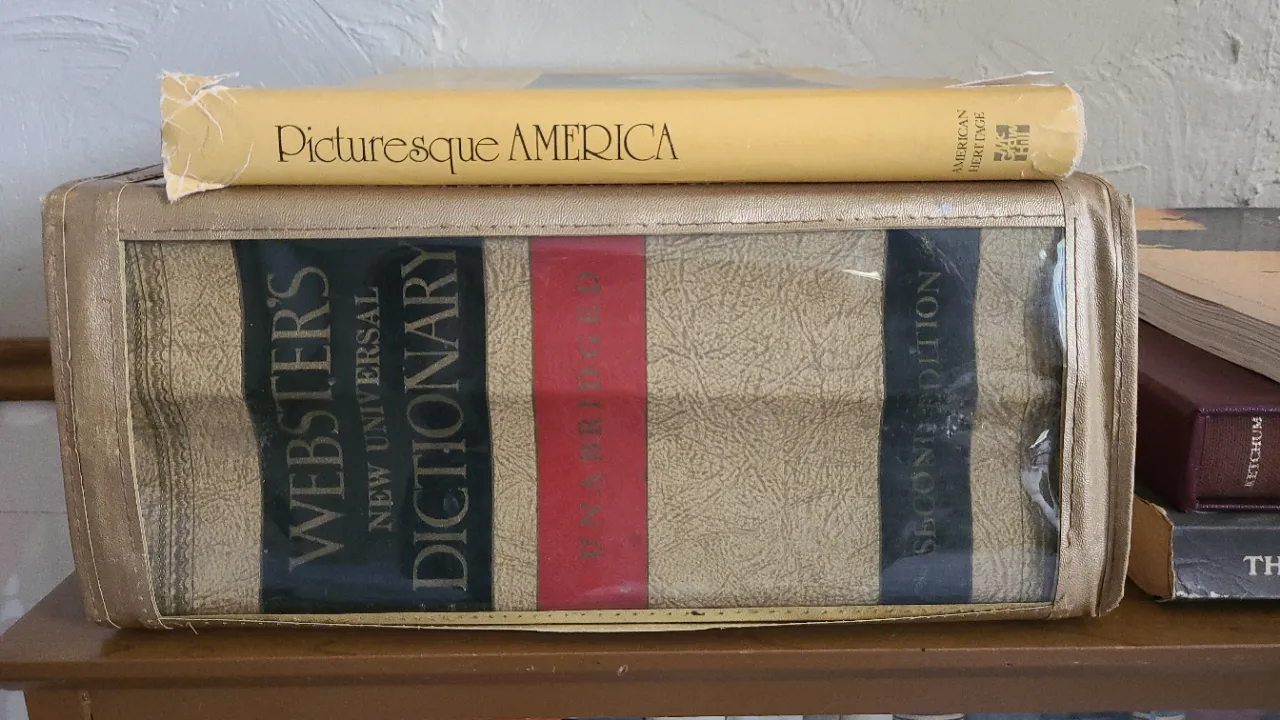 Picturesque AMERICA
AMERICAN
HERITAGE
WEBSTER'S
NEW UNIVERSAL
DICTIONARY
UNABRIDGED
SECOND EDITION
KETCHUM
TH